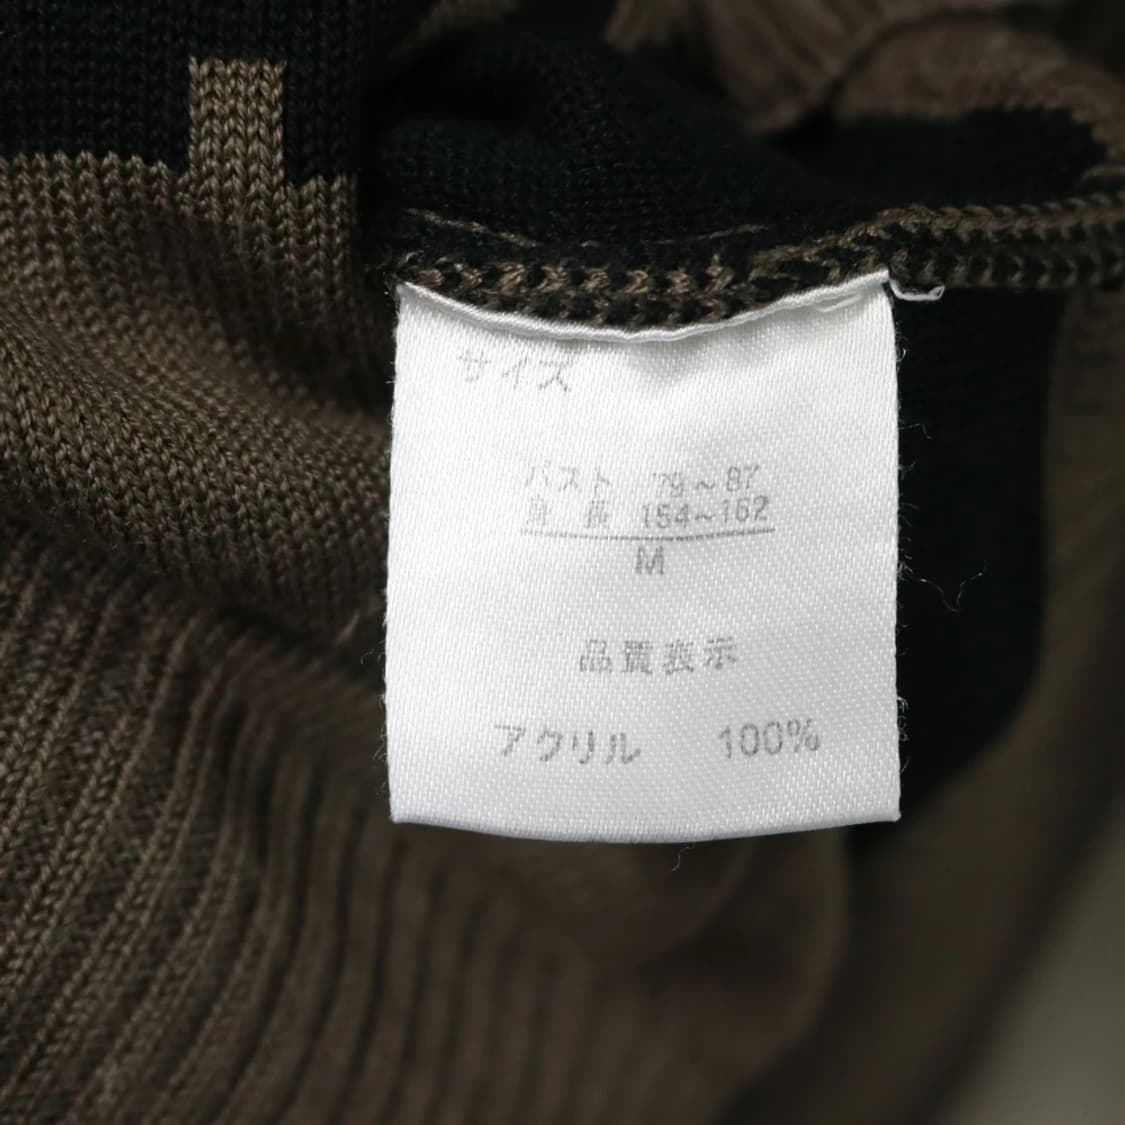 サイズ
バスト 79~87
身長 154~162
M
品質表示
アクリル 100%